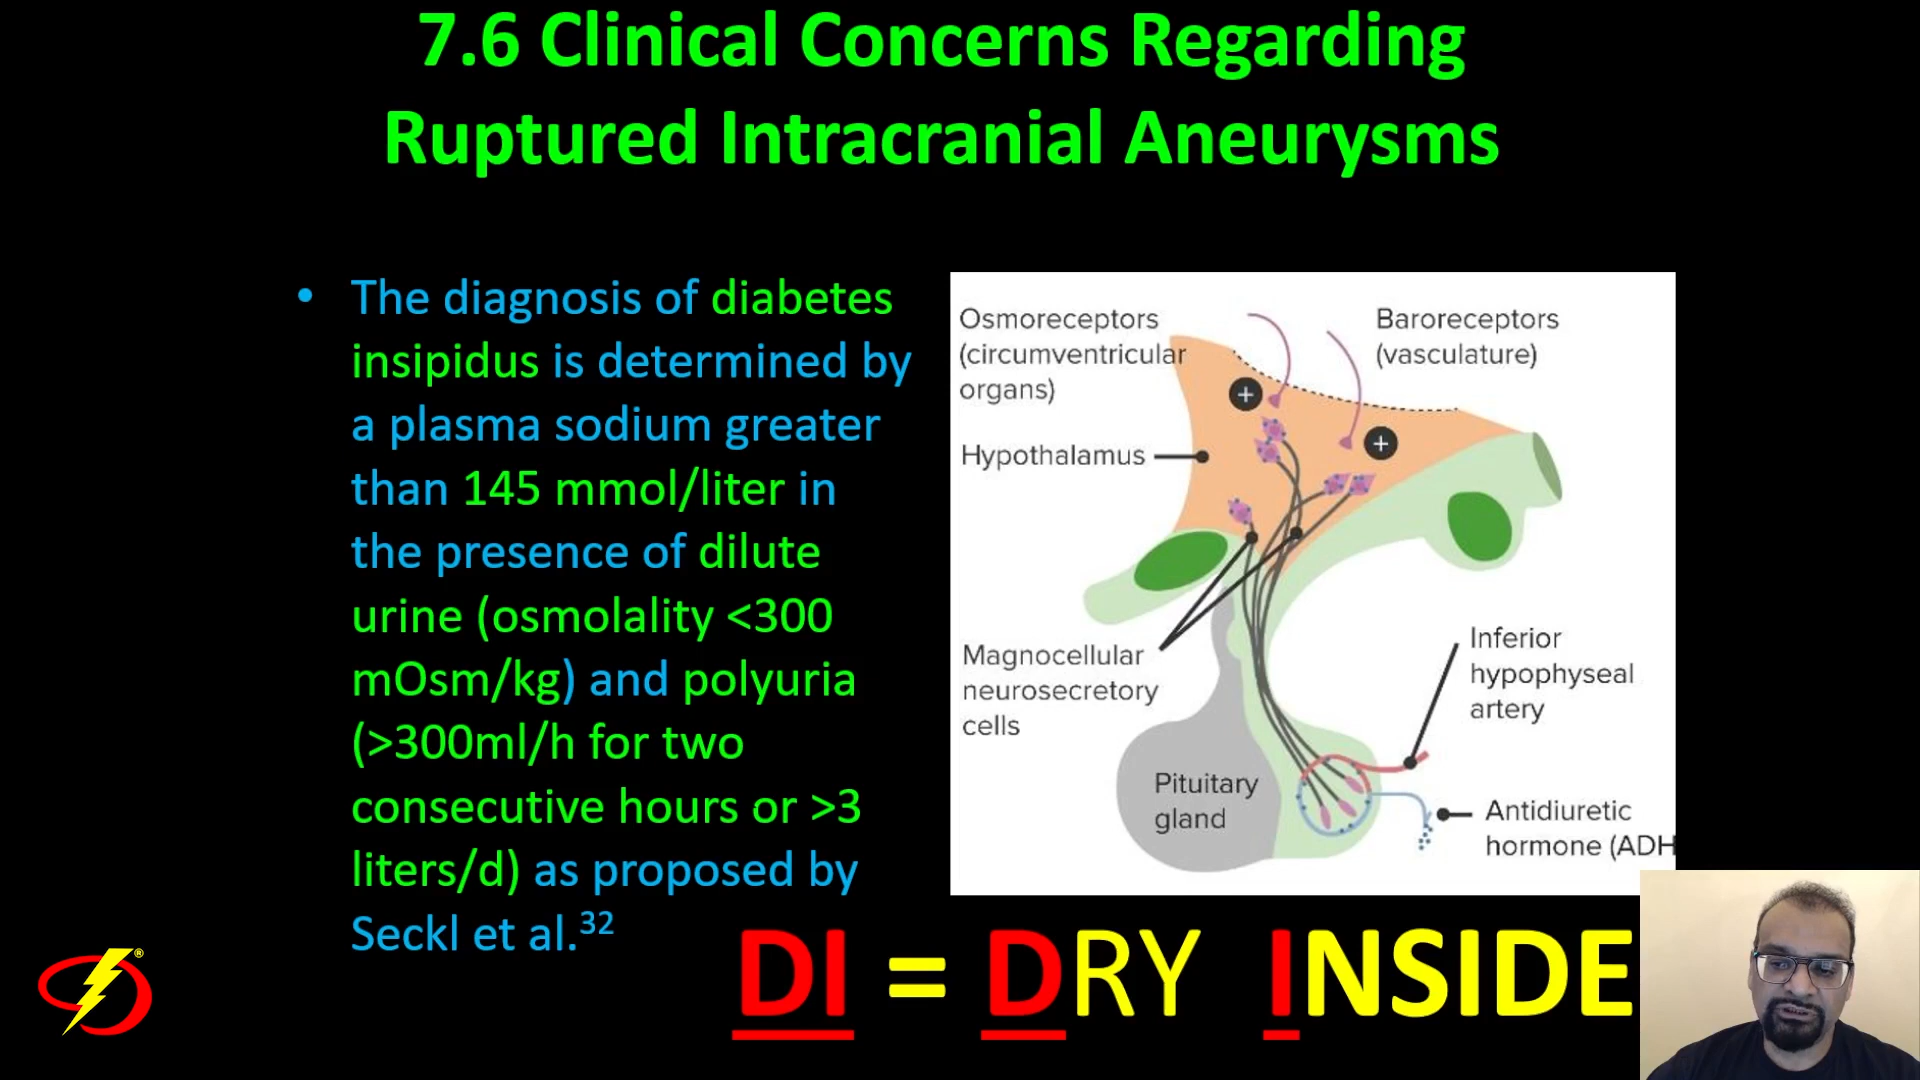 7.6 Clinical Concerns Regarding
Ruptured Intracranial Aneurysms
• The diagnosis of diabetes
insipidus is determined by
a plasma sodium greater
than 145 mmol/liter in
the presence of dilute
urine (osmolality <300
mOsm/kg) and polyuria
(>300ml/h for two
consecutive hours or >3
liters/d) as proposed by
Seckl et al.32
Osmoreceptors
(circumventricular
organs)
Baroreceptors
(vasculature)
+
+
Hypothalamus
Magnocellular
neurosecretory
cells
Inferior
hypophyseal
artery
Pituitary
gland
Antidiuretic
hormone (ADH
DI = DRY INSIDE
®